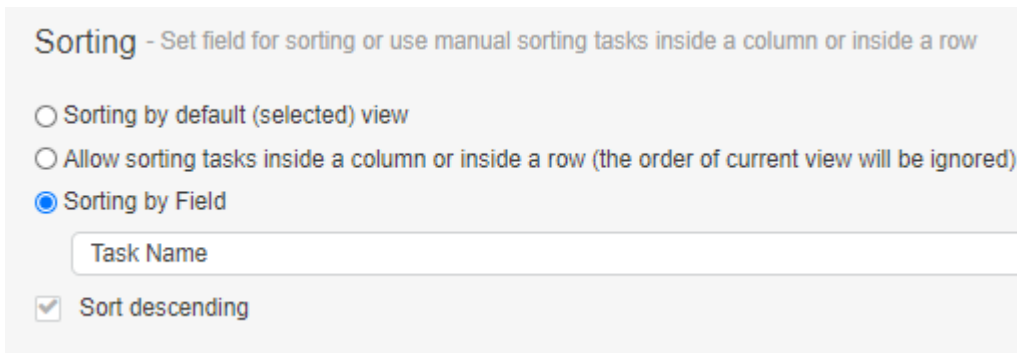 Sorting - Set field for sorting or use manual sorting tasks inside a column or inside a row
Sorting by default (selected) view
Allow sorting tasks inside a column or inside a row (the order of current view will be ignored)
Sorting by Field
Task Name
Sort descending